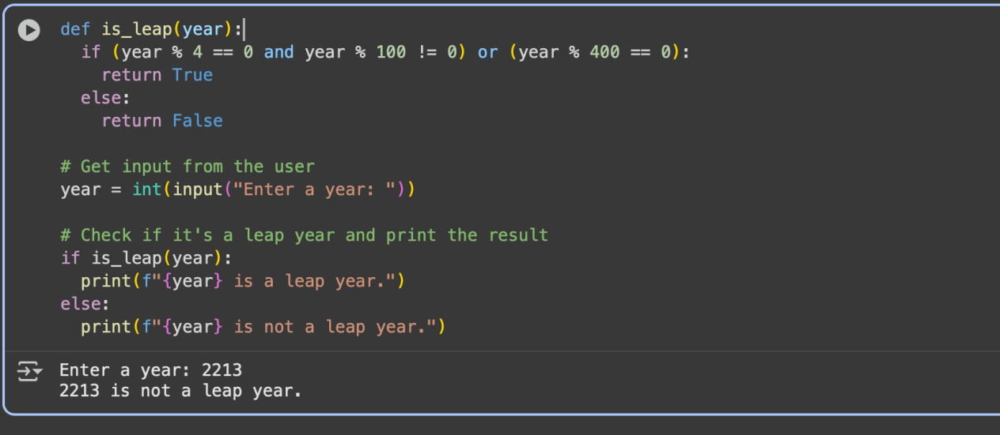 def is_leap(year):
  if (year % 4 == 0 and year % 100 != 0) or (year % 400 == 0):
    return True
  else:
    return False

# Get input from the user
year = int(input("Enter a year: "))

# Check if it's a leap year and print the result
if is_leap(year):
  print(f"{year} is a leap year.")
else:
  print(f"{year} is not a leap year.")
Enter a year: 2213
2213 is not a leap year.